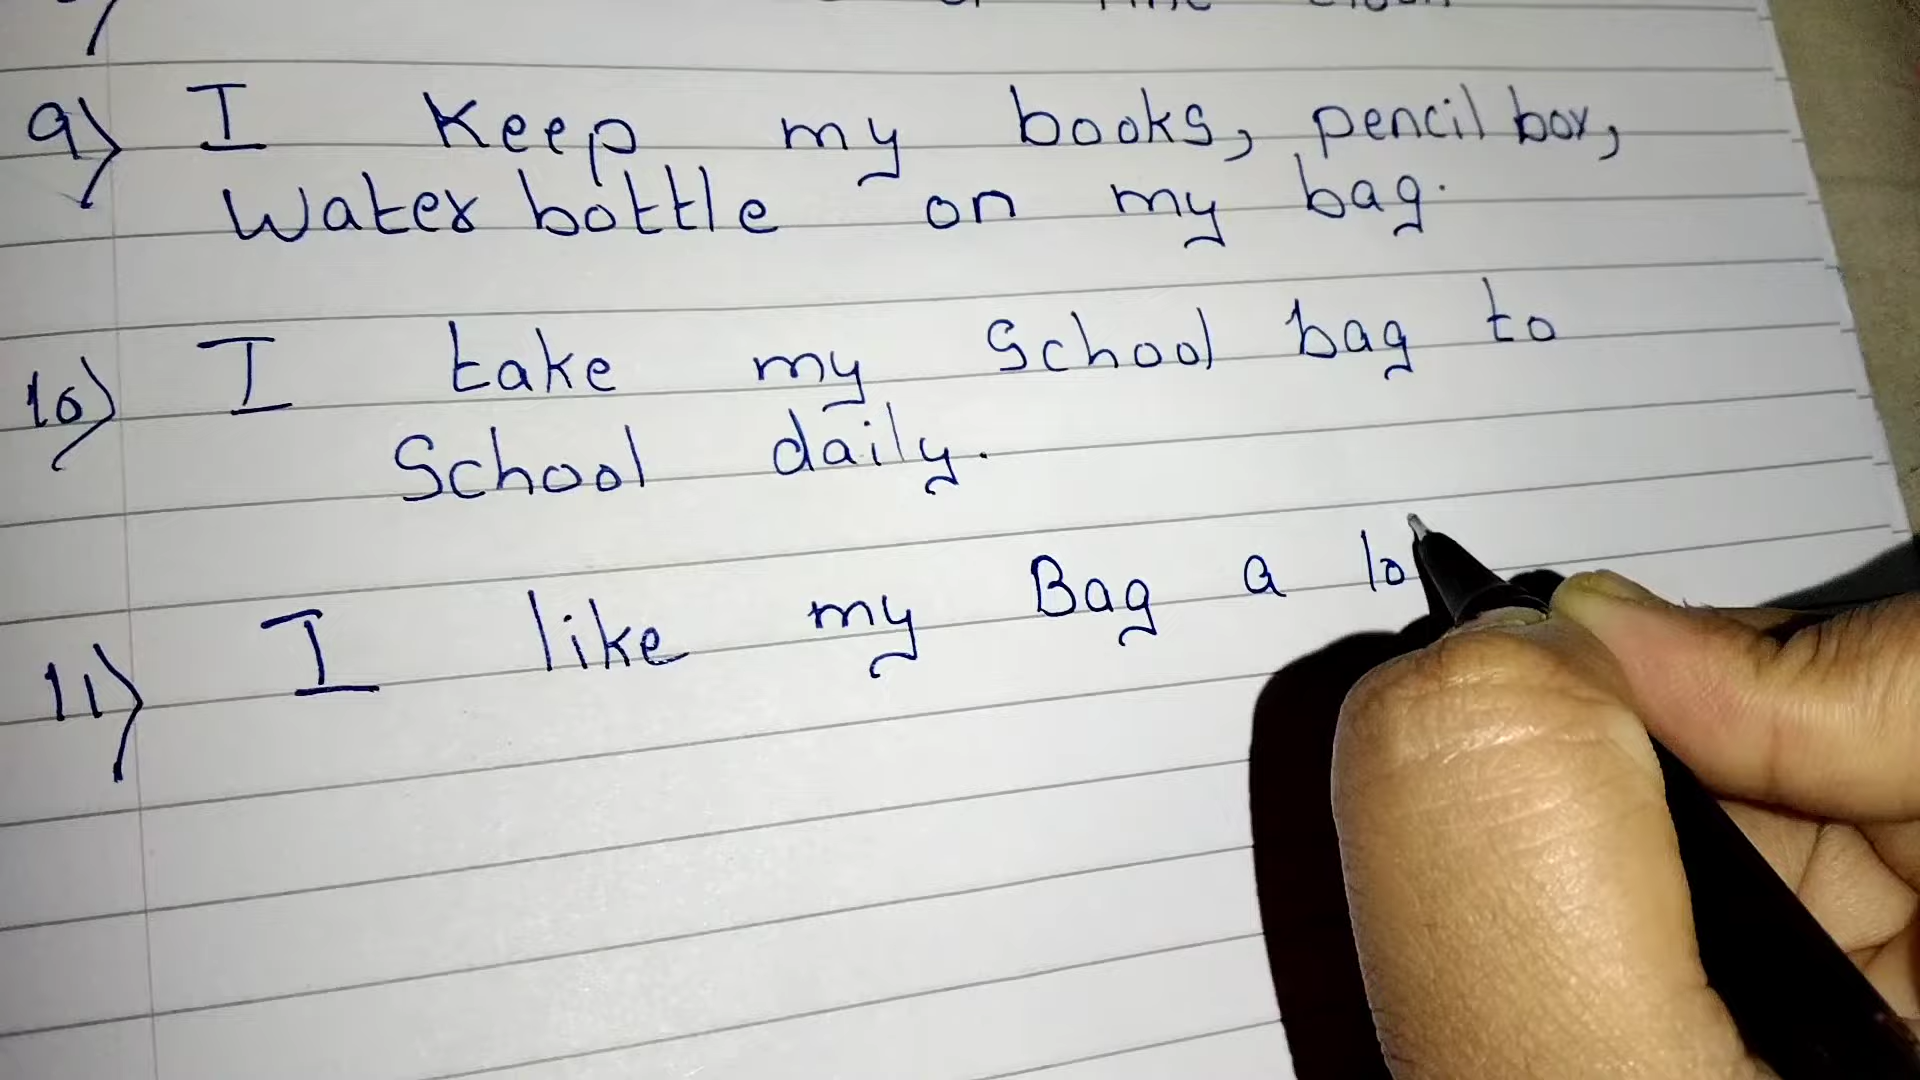 9) I Keep my books, pencil box,
Water bottle on my bag.
10) I take my School bag to
School daily.
11) I like my Bag a lo